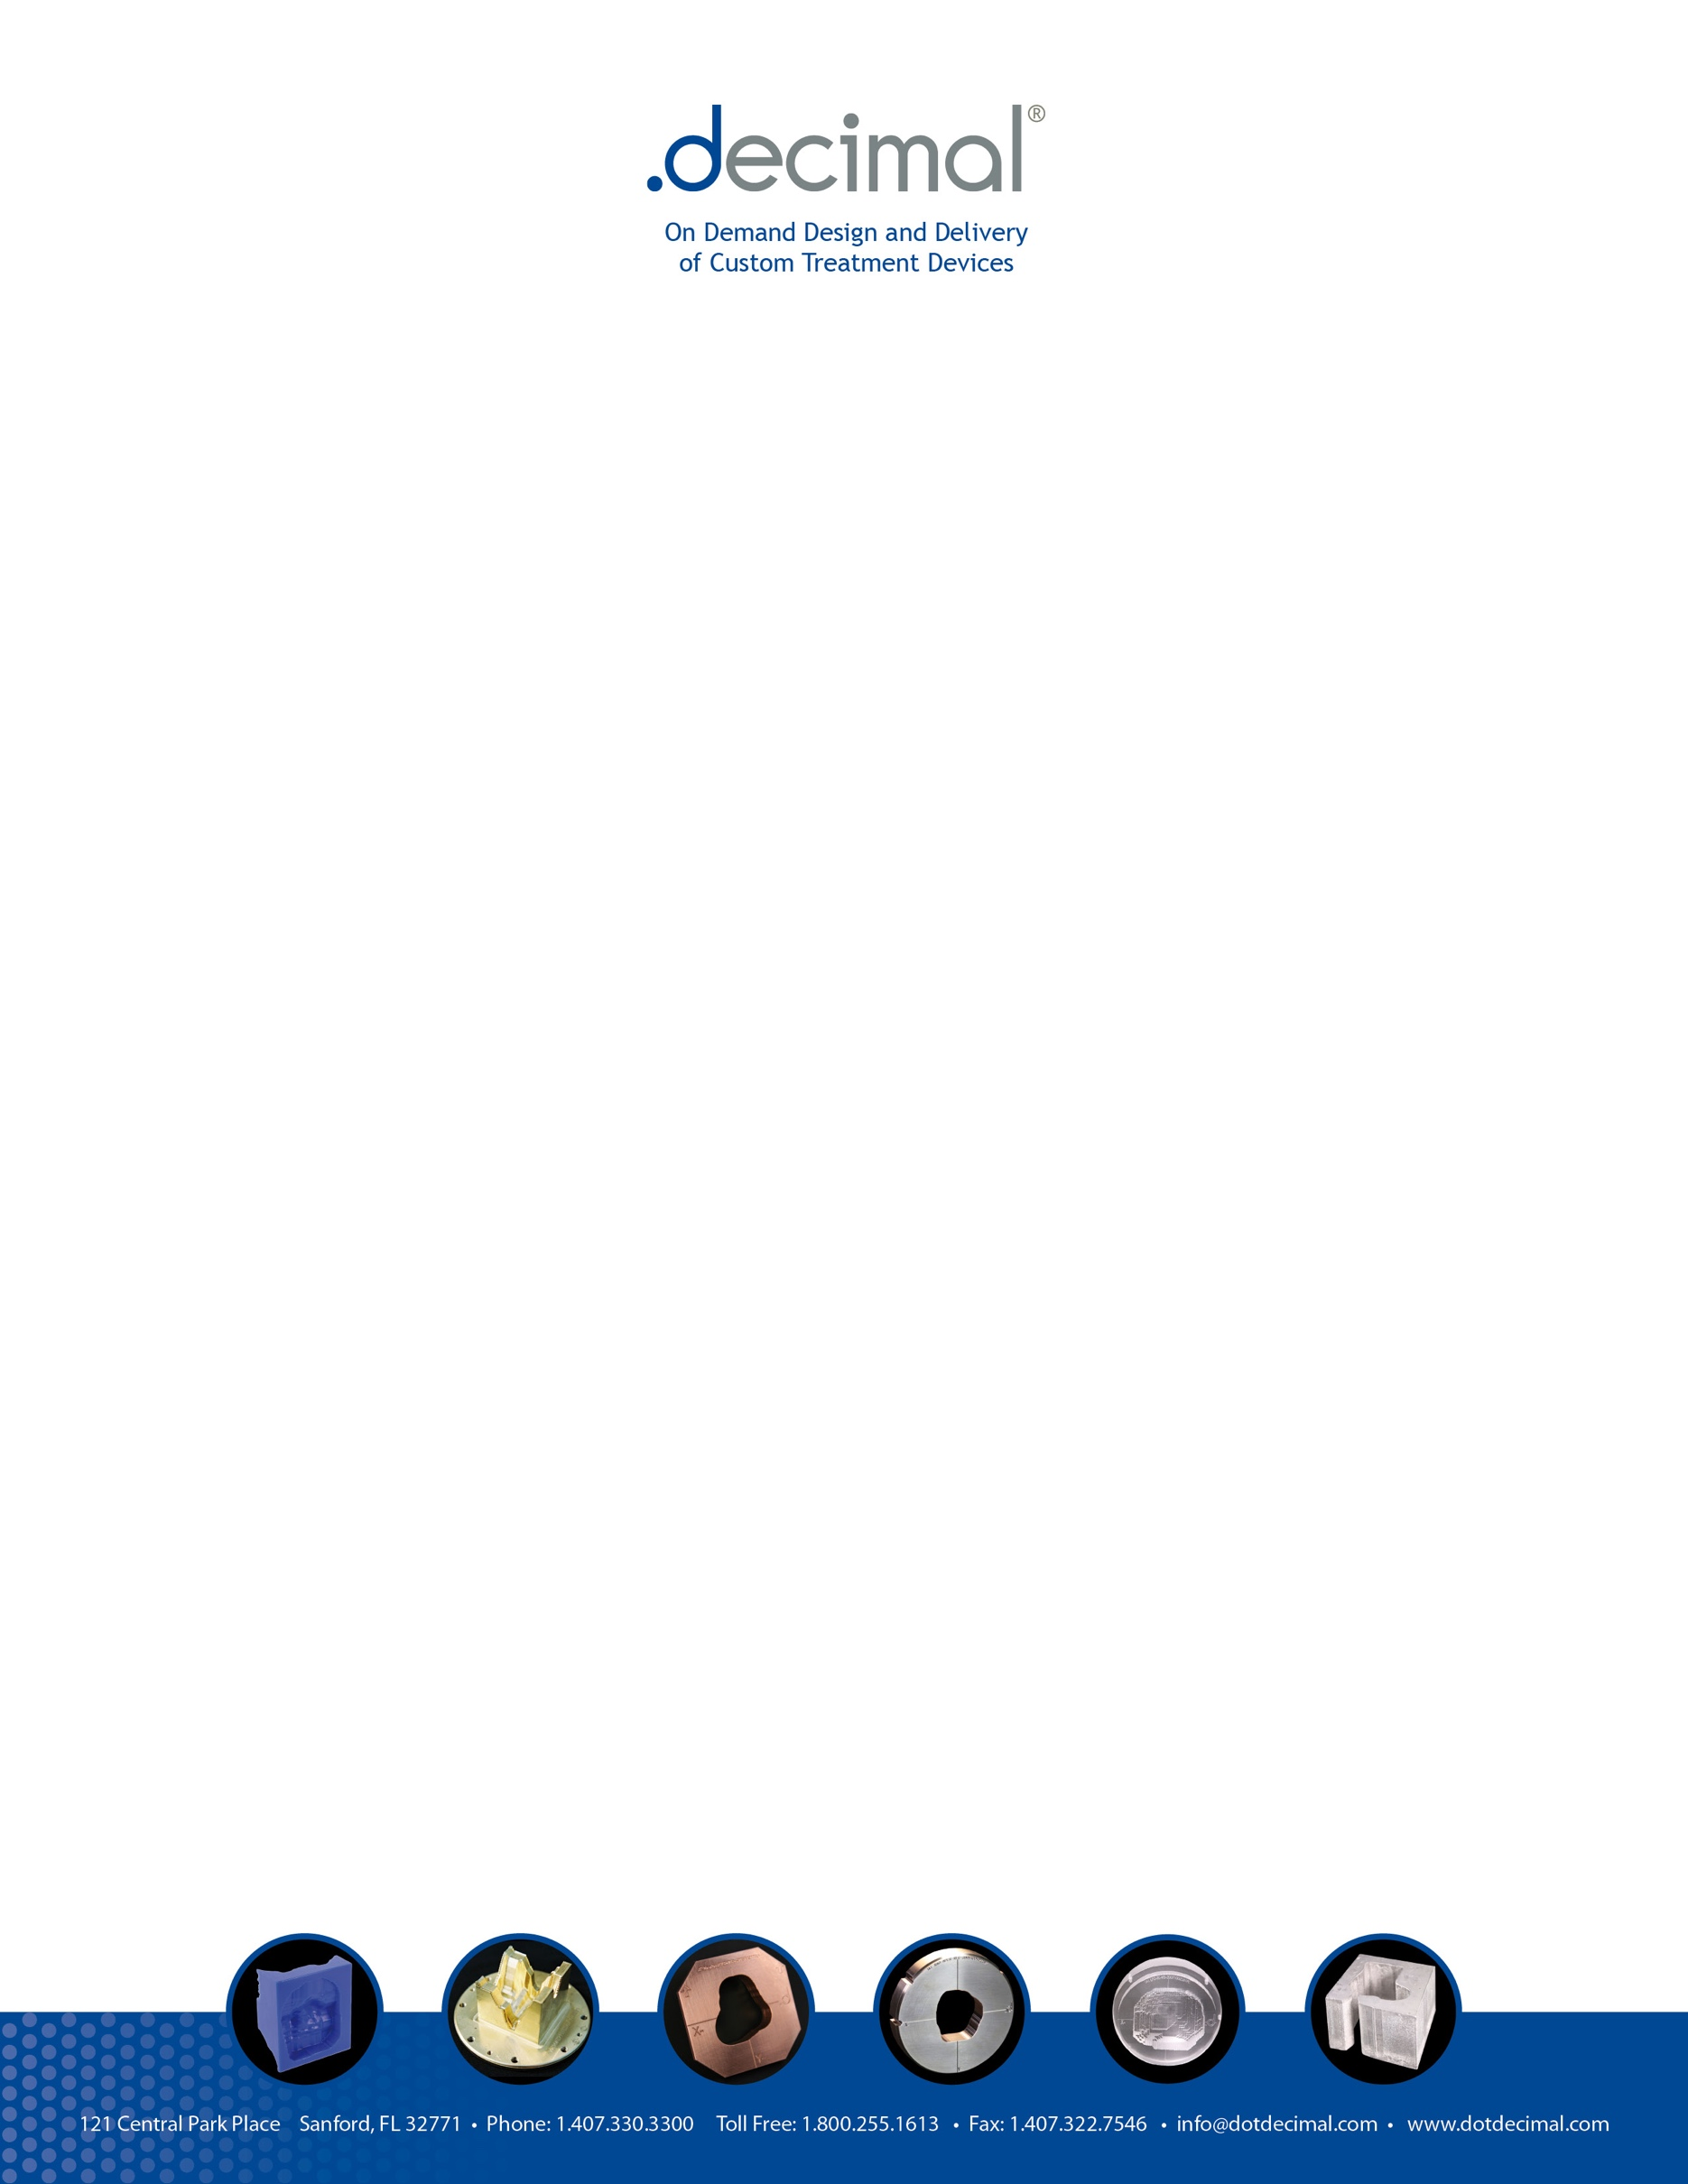 .decimal®
On Demand Design and Delivery
of Custom Treatment Devices
121 Central Park Place Sanford, FL 32771 • Phone: 1.407.330.3300 Toll Free: 1.800.255.1613 • Fax: 1.407.322.7546 • info@dotdecimal.com • www.dotdecimal.com